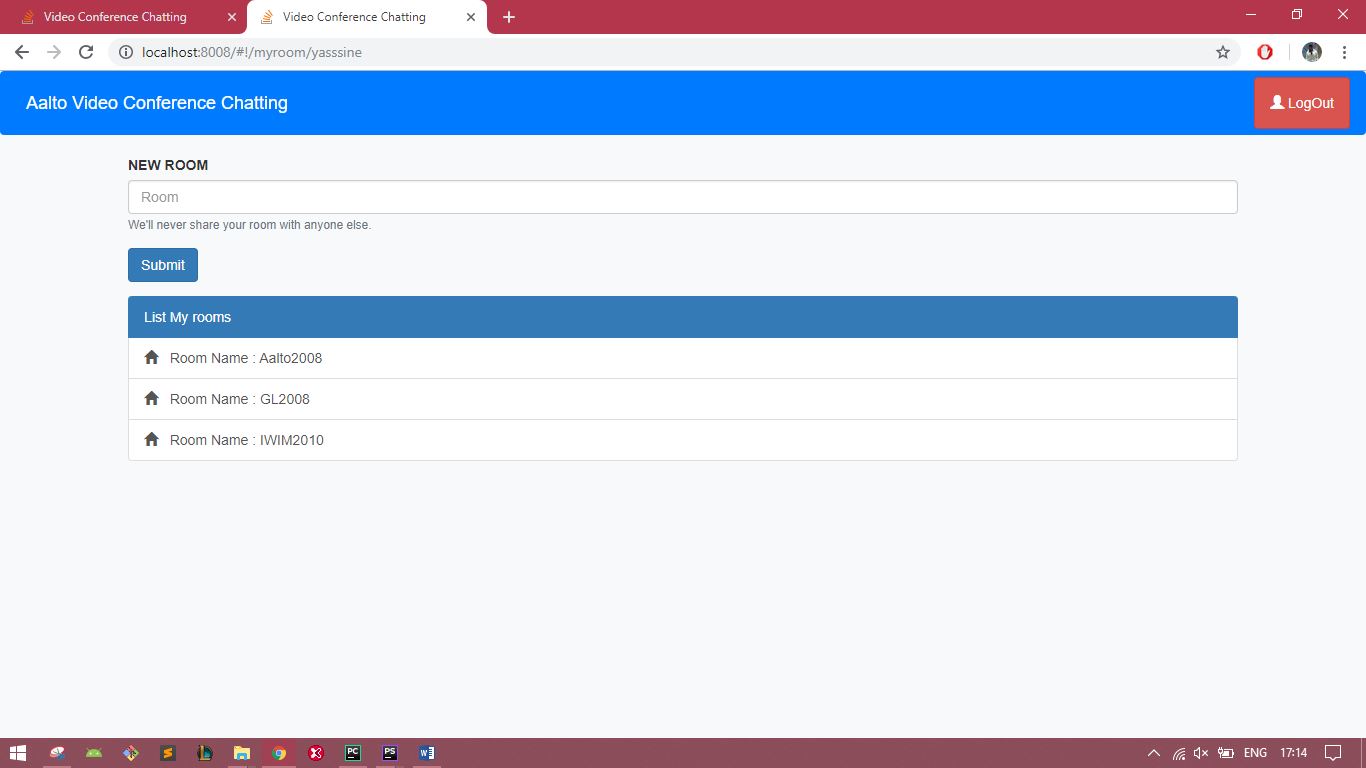 Video Conference Chatting
Video Conference Chatting
localhost:8008/#!/myroom/yasssine
Aalto Video Conference Chatting
LogOut
NEW ROOM
Room
We'll never share your room with anyone else.
Submit
List My rooms
Room Name : Aalto2008
Room Name : GL2008
Room Name : IWIM2010
PC
PS
ENG
17:14